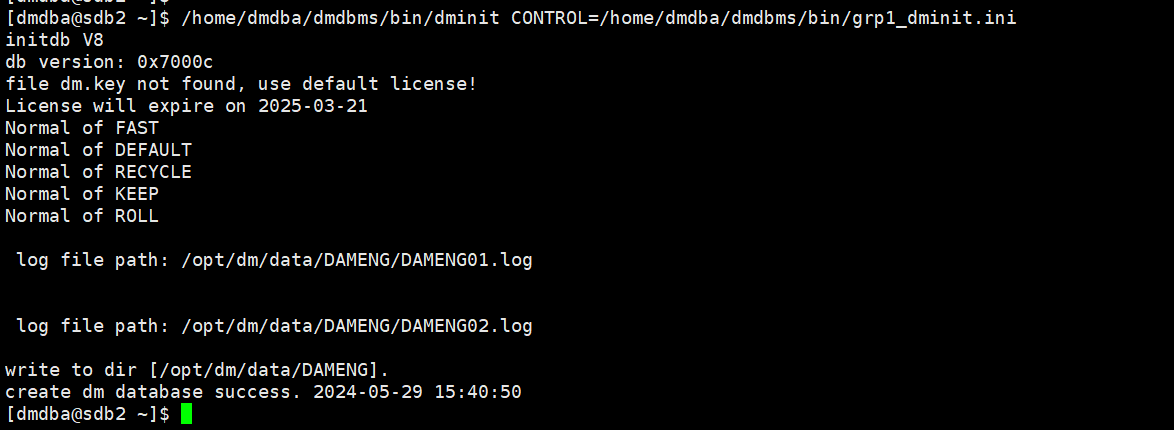 [dmdba@sdb2 ~]$ /home/dmdba/dmdbms/bin/dminit CONTROL=/home/dmdba/dmdbms/bin/grp1_dminit.ini
initdb V8
db version: 0x7000c
file dm.key not found, use default license!
License will expire on 2025-03-21
Normal of FAST
Normal of DEFAULT
Normal of RECYCLE
Normal of KEEP
Normal of ROLL
log file path: /opt/dm/data/DAMENG/DAMENG01.log
log file path: /opt/dm/data/DAMENG/DAMENG02.log
write to dir [/opt/dm/data/DAMENG].
create dm database success. 2024-05-29 15:40:50
[dmdba@sdb2 ~]$